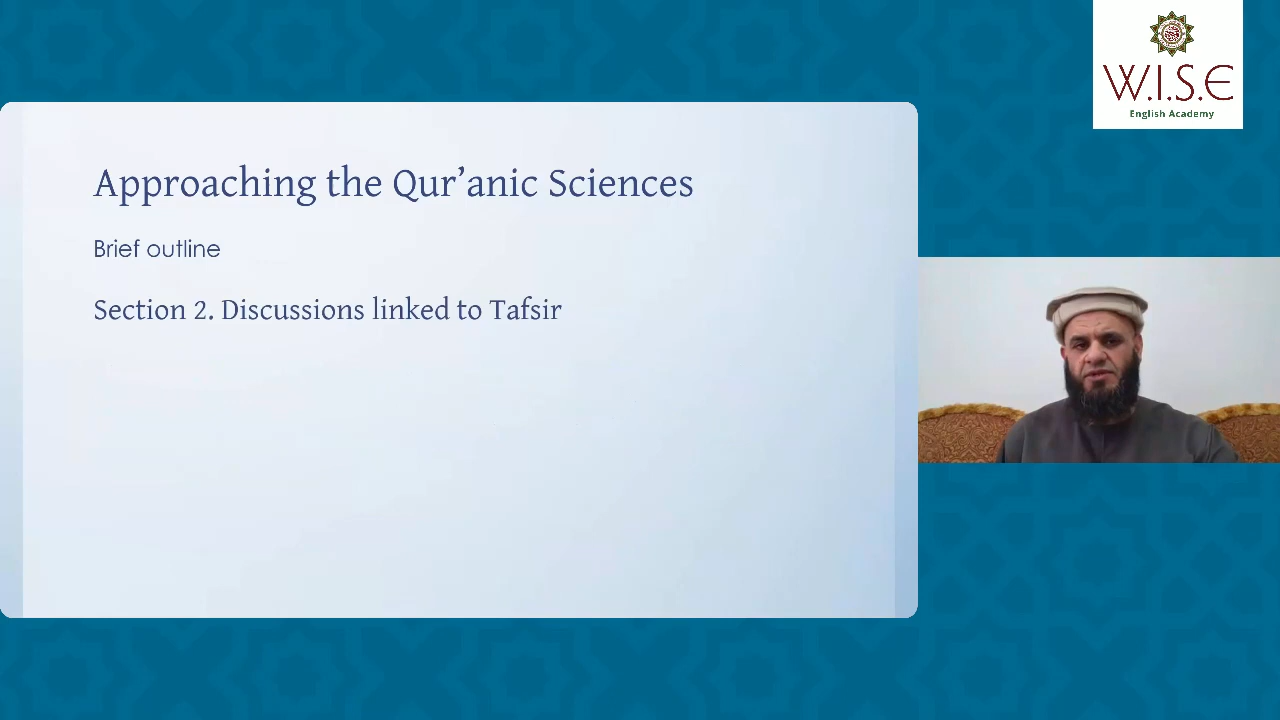 W.I.S.E
English Academy
Approaching the Qur’anic Sciences
Brief outline
Section 2. Discussions linked to Tafsir